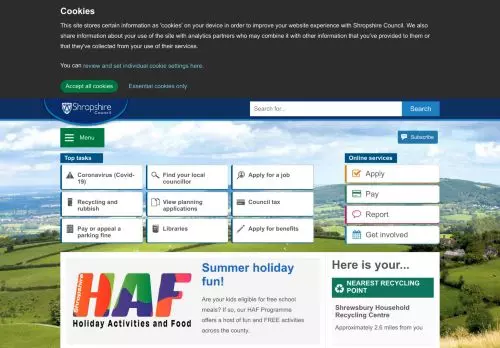 Cookies
This site stores certain information as 'cookies' on your device in order to improve your website experience with Shropshire Council. We also
share information about your use of the site with analytics partners who may combine it with other information that you've provided to them or
that they've collected from your use of their services.
You can review and set individual cookie settings here.
Accept all cookies
Essential cookies only
Shropshire
Council
Search for...
Search
Menu
Subscribe
Top tasks
Online services
Coronavirus (Covid-
19)
Find your local
councillor
Apply for a job
Recycling and
rubbish
View planning
applications
Council tax
Pay or appeal a
parking fine
Libraries
Apply for benefits
Apply
Pay
Report
Get involved
Shropshire
HAF
Holiday Activities and Food
Summer holiday
fun!
Are your kids eligible for free school
meals? If so, our HAF Programme
offers a host of fun and FREE activities
across the county.
Here is your...
NEAREST RECYCLING
POINT
Shrewsbury Household
Recycling Centre
Approximately 2.6 miles from you